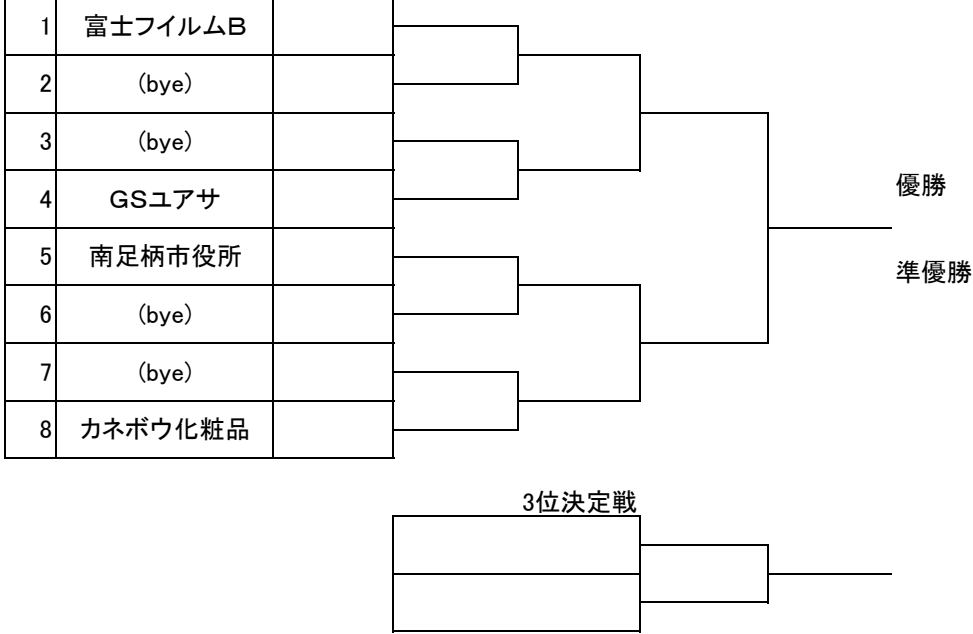 1 富士フイルムＢ
2 (bye)
3 (bye)
4 ＧＳユアサ
5 南足柄市役所
6 (bye)
7 (bye)
8 カネボウ化粧品
優勝
準優勝
3位決定戦